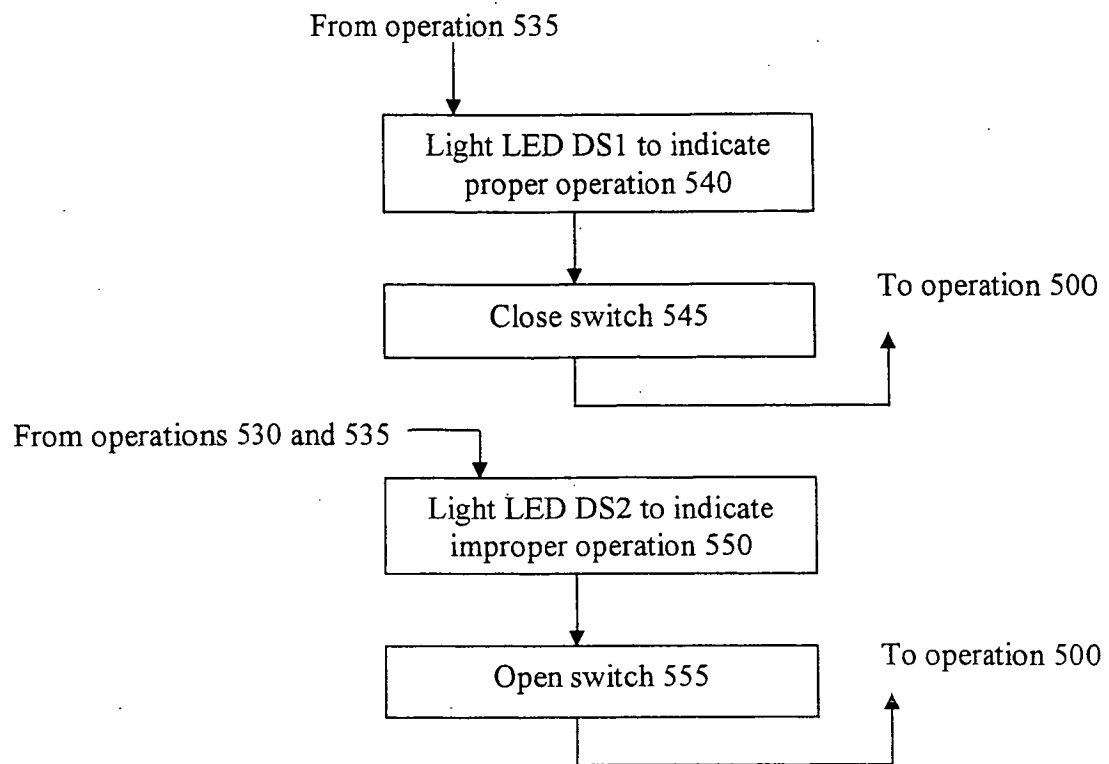 From operation 535
Light LED DS1 to indicate
proper operation 540
Close switch 545
To operation 500
From operations 530 and 535
Light LED DS2 to indicate
improper operation 550
Open switch 555
To operation 500